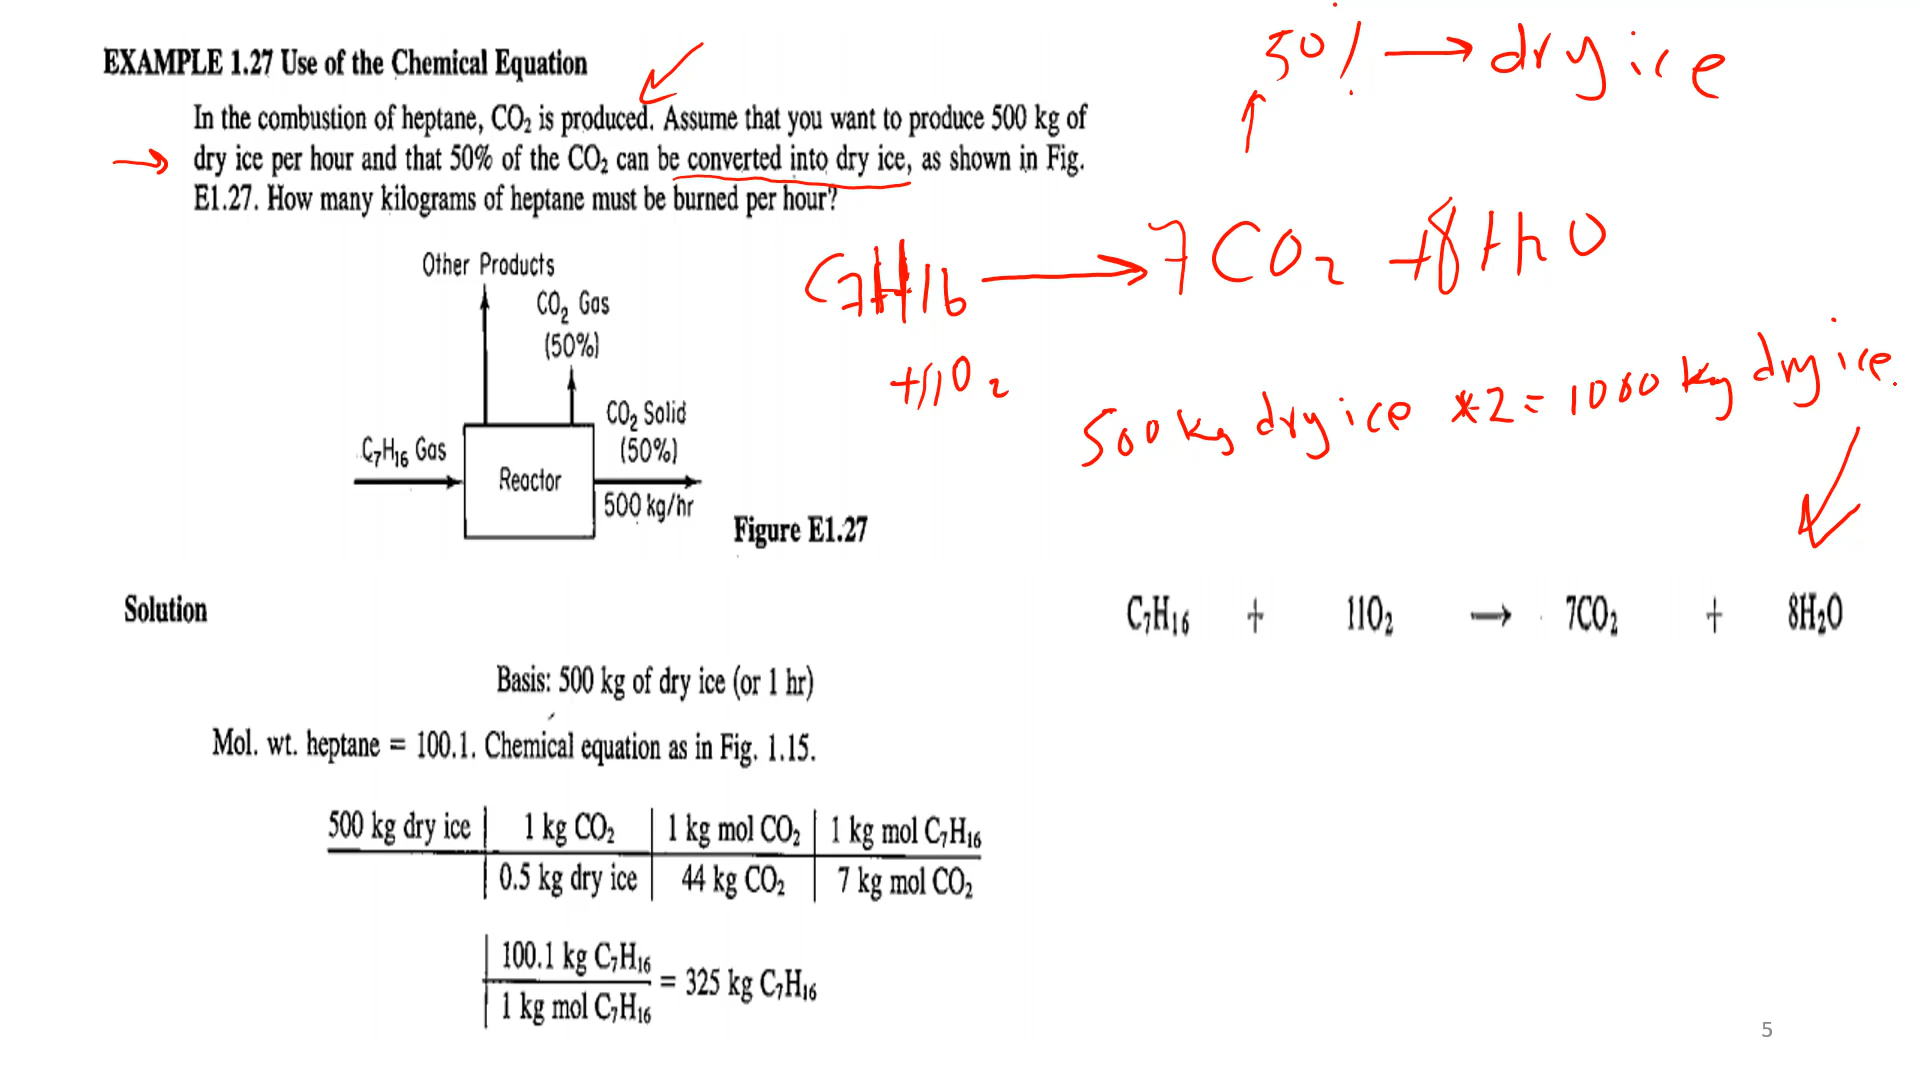 50% → dry ice
EXAMPLE 1.27 Use of the Chemical Equation
In the combustion of heptane, CO₂ is produced. Assume that you want to produce 500 kg of
dry ice per hour and that 50% of the CO₂ can be converted into dry ice, as shown in Fig.
E1.27. How many kilograms of heptane must be burned per hour?
C7H16 → 7CO2 + 8H2O
+11O2
500 kg dry ice *2 = 1000 kg dry ice.
Other Products
CO₂ Gas
(50%)
CO₂ Solid
(50%)
C₇H₁₆ Gas
Reactor
500 kg/hr
Figure E1.27
Solution
C₇H₁₆ + 11O₂ → 7CO₂ + 8H₂O
Basis: 500 kg of dry ice (or 1 hr)
Mol. wt. heptane = 100.1. Chemical equation as in Fig. 1.15.
500 kg dry ice | 1 kg CO₂ | 1 kg mol CO₂ | 1 kg mol C₇H₁₆
| 0.5 kg dry ice | 44 kg CO₂ | 7 kg mol CO₂
| 100.1 kg C₇H₁₆
= 325 kg C₇H₁₆
| 1 kg mol C₇H₁₆
5